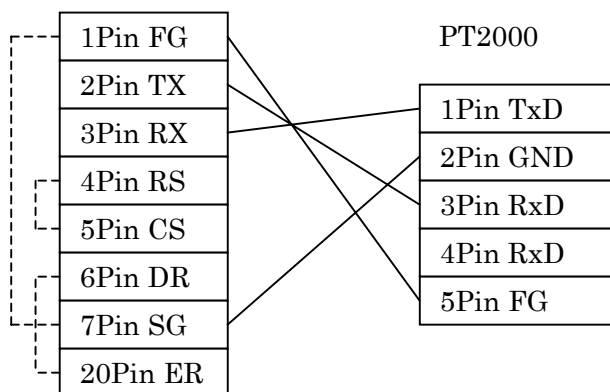 1Pin FG
2Pin TX
3Pin RX
4Pin RS
5Pin CS
6Pin DR
7Pin SG
20Pin ER
PT2000
1Pin TxD
2Pin GND
3Pin RxD
4Pin RxD
5Pin FG